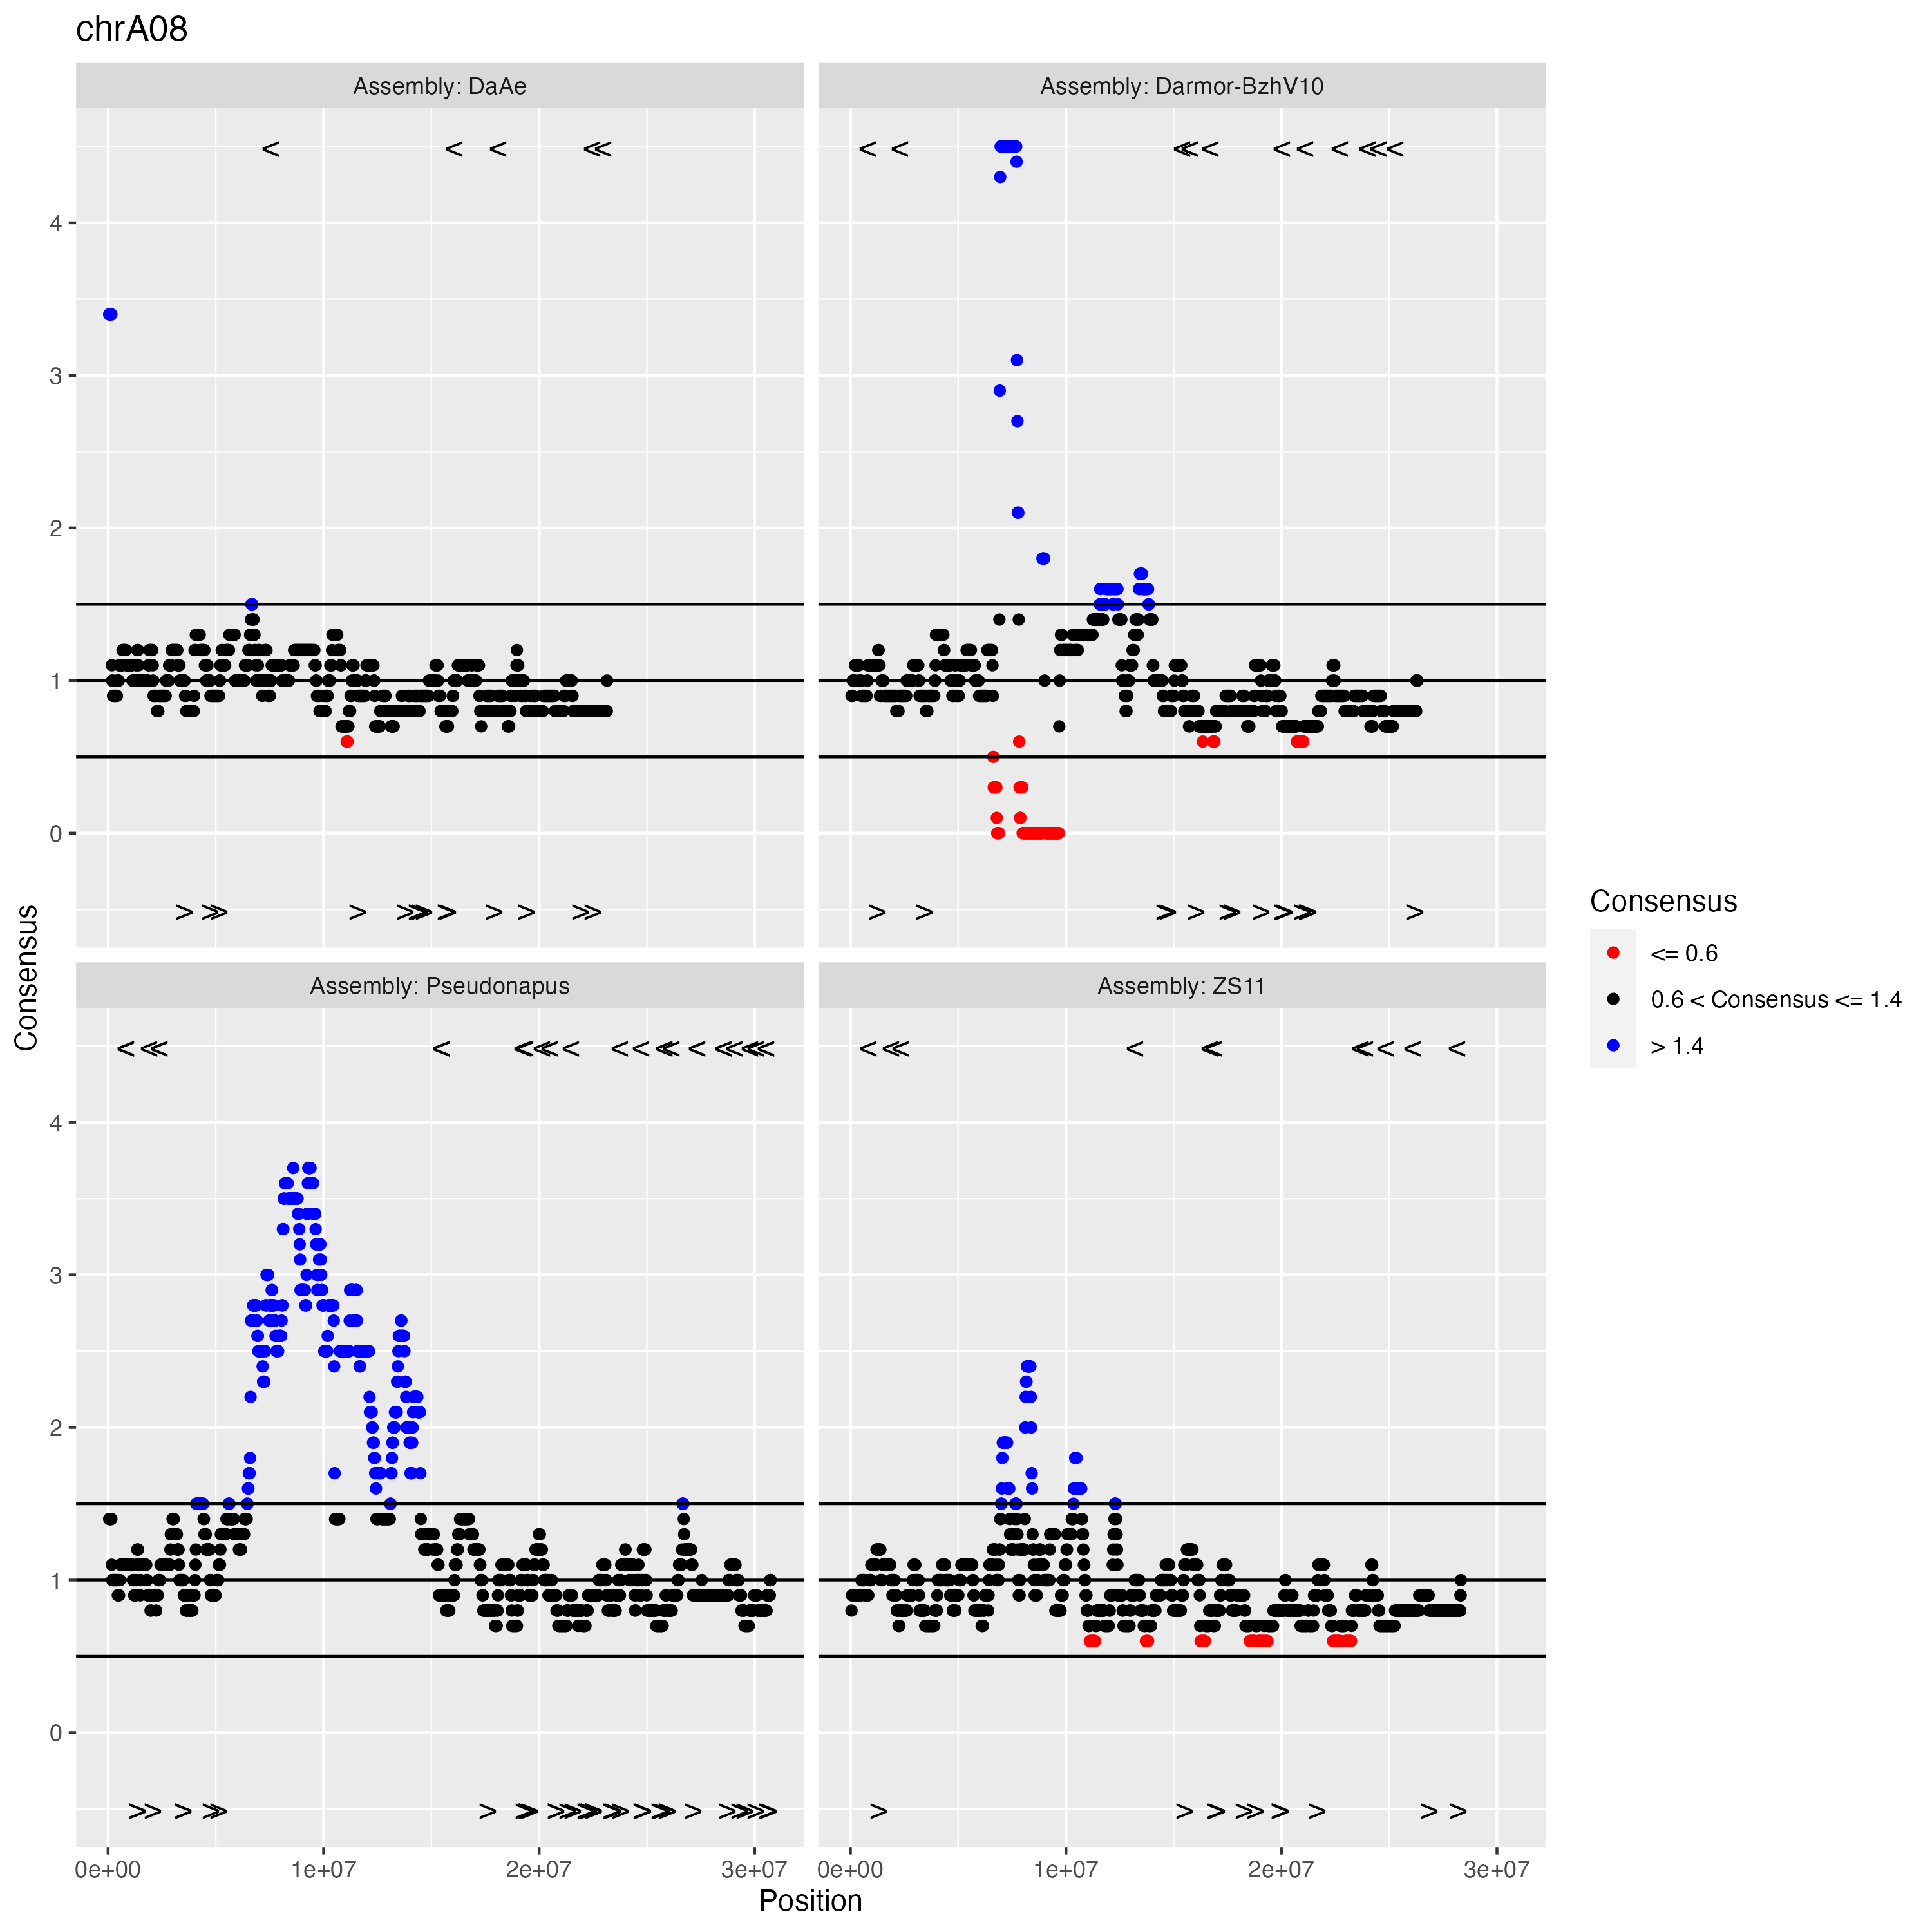 chrA08
Assembly: DaAe
Assembly: Darmor-BzhV10
4
3
2
1
0
Assembly: Pseudonapus
Assembly: ZS11
4
3
2
1
0
0e+00 1e+07 2e+07 3e+07
0e+00 1e+07 2e+07 3e+07
Position
Consensus
Consensus
<= 0.6
0.6 < Consensus <= 1.4
> 1.4